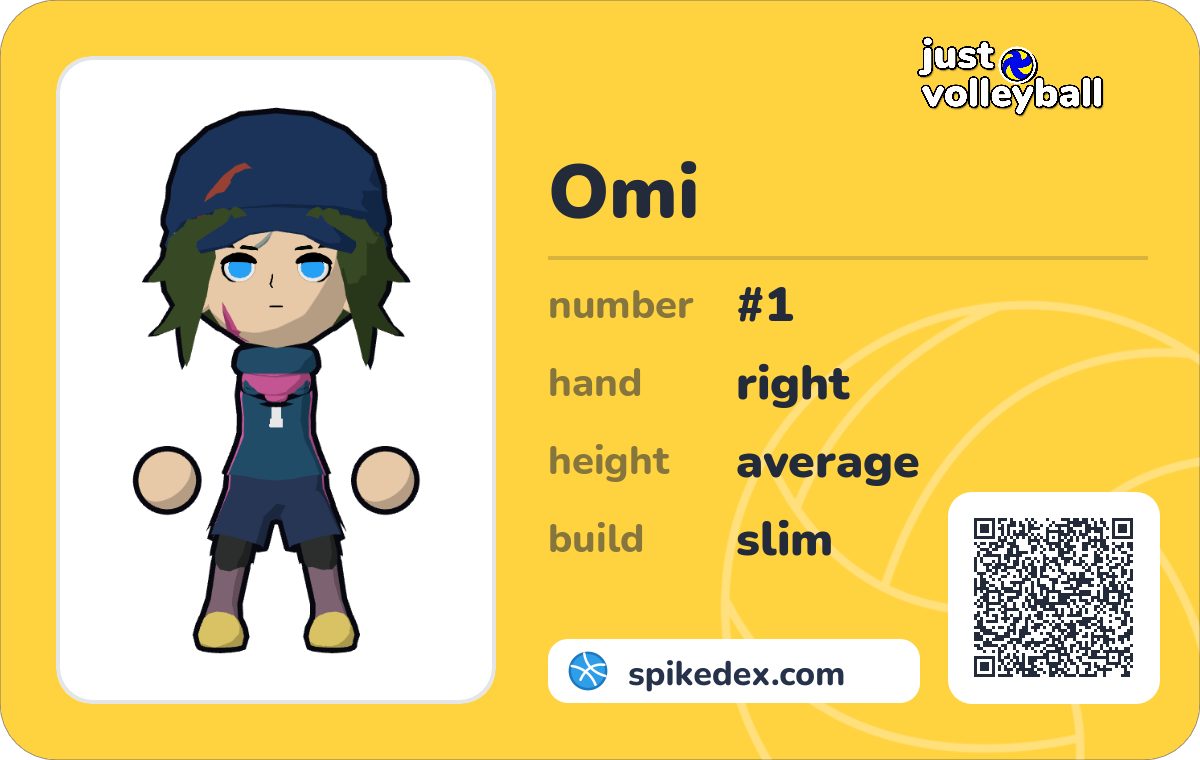 just
volleyball
Omi
number #1
hand right
height average
build slim
spikedex.com